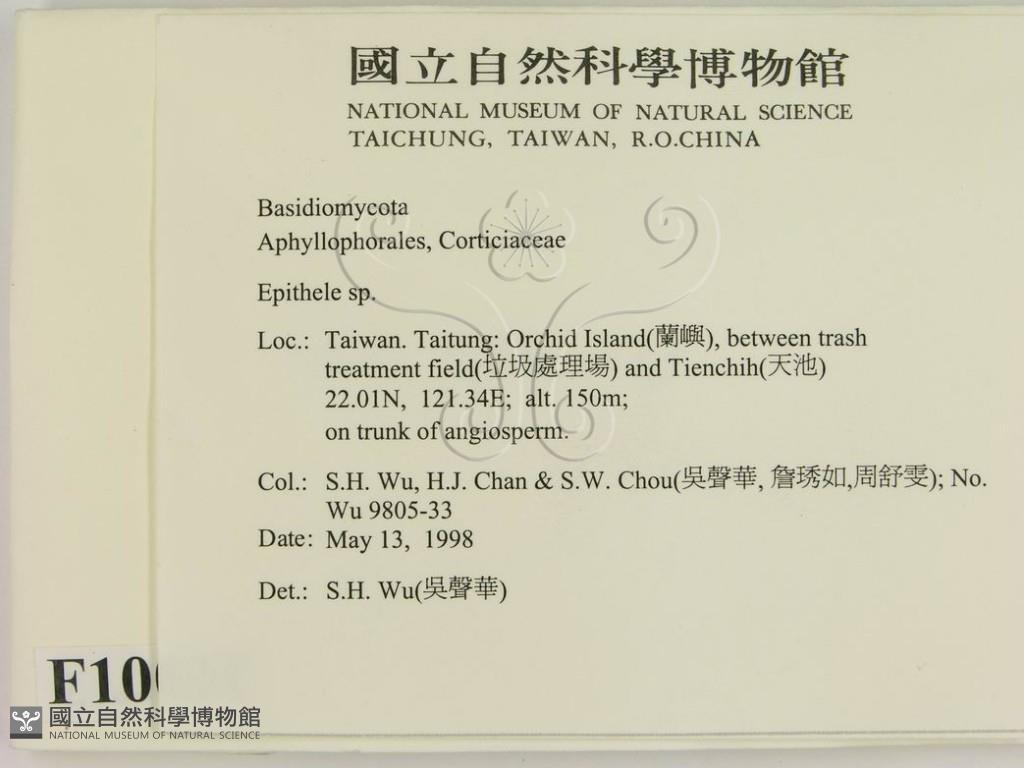 國立自然科學博物館
NATIONAL MUSEUM OF NATURAL SCIENCE
TAICHUNG, TAIWAN, R.O.CHINA
Basidiomycota
Aphyllophorales, Corticiaceae
Epithele sp.
Loc.: Taiwan. Taitung: Orchid Island(蘭嶼), between trash
treatment field(垃圾處理場) and Tienchih(天池)
22.01N, 121.34E; alt. 150m;
on trunk of angiosperm.
Col.: S.H. Wu, H.J. Chan & S.W. Chou(吳聲華, 詹琇如,周舒雯); No.
Wu 9805-33
Date: May 13, 1998
Det.: S.H. Wu(吳聲華)
國立自然科學博物館
NATIONAL MUSEUM OF NATURAL SCIENCE